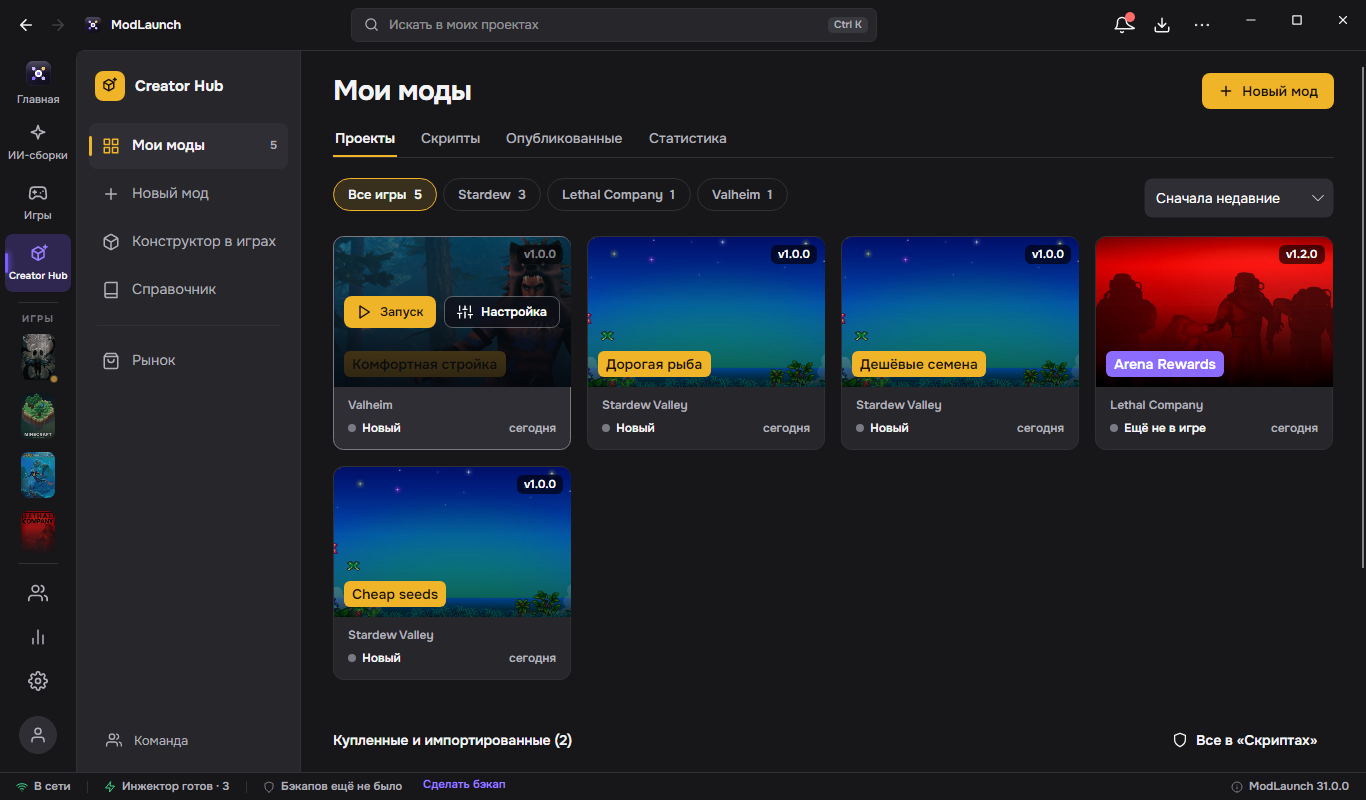 ModLaunch
Искать в моих проектах
Ctrl K
Главная
ИИ-сборки
Игры
Creator Hub
ИГРЫ
MINECRAFT
LETHAL
COMPANY
Creator Hub
Мои моды 5
Новый мод
Конструктор в играх
Справочник
Рынок
Команда
Мои моды
Новый мод
Проекты Скрипты Опубликованные Статистика
Все игры 5 Stardew 3 Lethal Company 1 Valheim 1
Сначала недавние
v1.0.0
Запуск Настройка
Комфортная стройка
Valheim
Новый сегодня
v1.0.0
Дорогая рыба
Stardew Valley
Новый сегодня
v1.0.0
Дешёвые семена
Stardew Valley
Новый сегодня
v1.2.0
Arena Rewards
Lethal Company
Ещё не в игре сегодня
v1.0.0
Cheap seeds
Stardew Valley
Новый сегодня
Купленные и импортированные (2)
Все в «Скриптах»
В сети Инжектор готов · 3 Бэкапов ещё не было Сделать бэкап ModLaunch 31.0.0